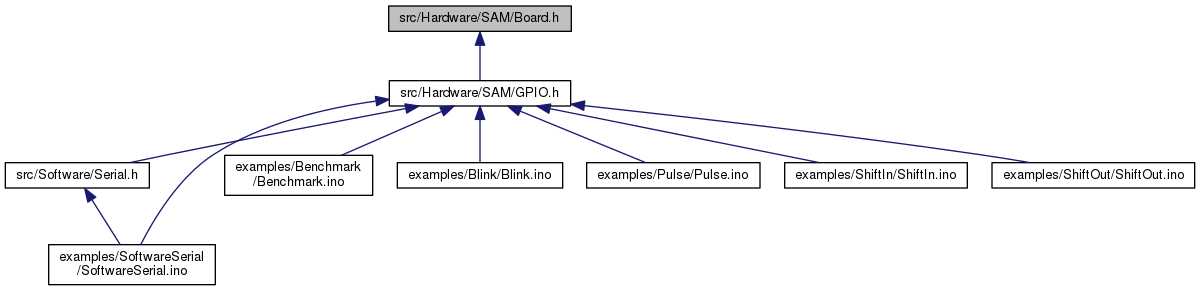 src/Hardware/SAM/Board.h
src/Hardware/SAM/GPIO.h
src/Software/Serial.h
examples/Benchmark
/Benchmark.ino
examples/Blink/Blink.ino
examples/Pulse/Pulse.ino
examples/ShiftIn/ShiftIn.ino
examples/ShiftOut/ShiftOut.ino
examples/SoftwareSerial
/SoftwareSerial.ino